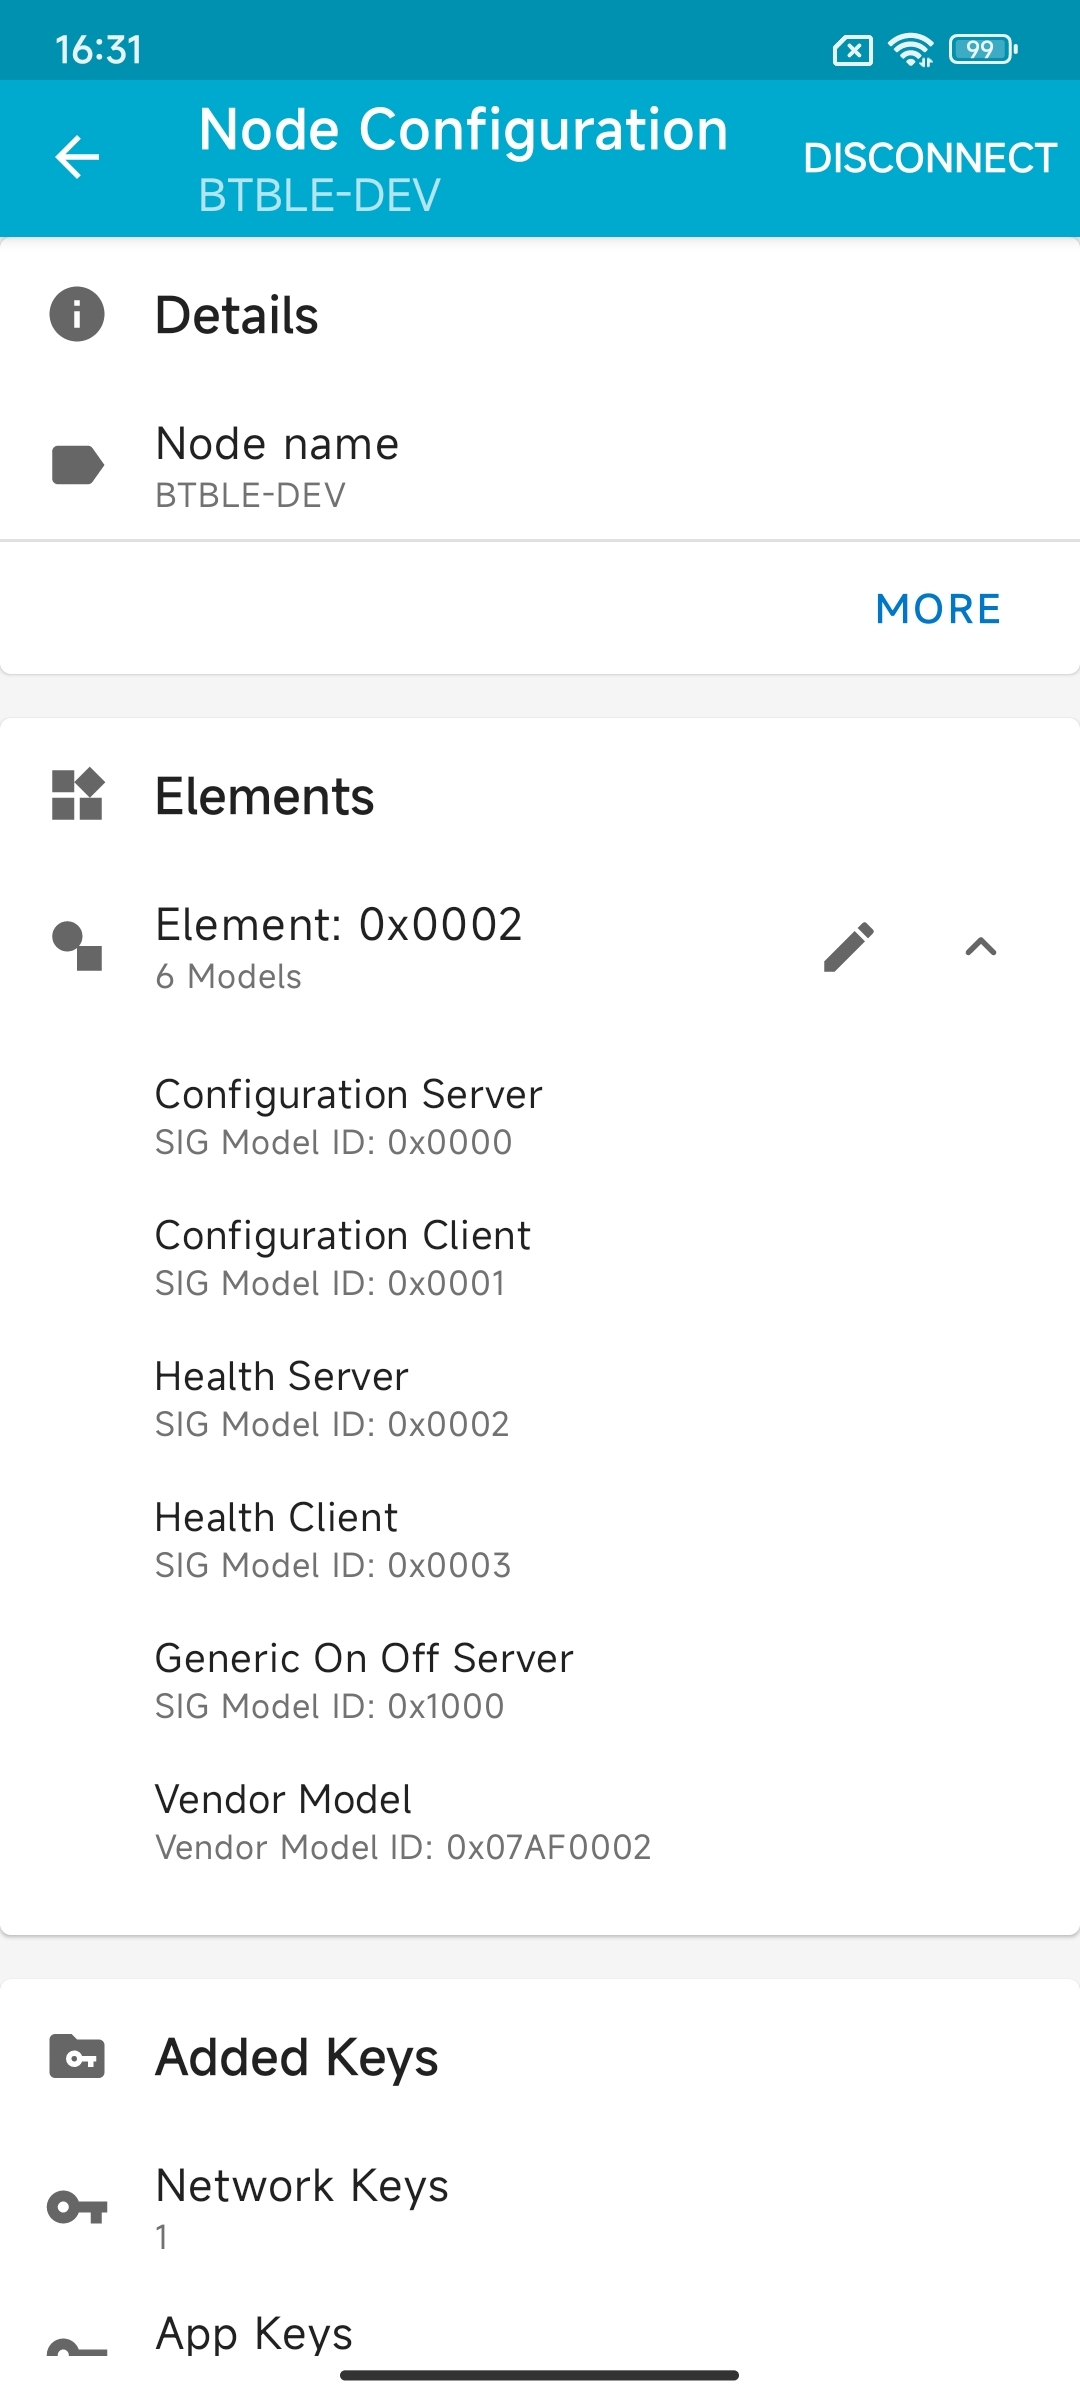 16:31
99
Node Configuration
BTBLE-DEV
DISCONNECT
Details
Node name
BTBLE-DEV
MORE
Elements
Element: 0x0002
6 Models
Configuration Server
SIG Model ID: 0x0000
Configuration Client
SIG Model ID: 0x0001
Health Server
SIG Model ID: 0x0002
Health Client
SIG Model ID: 0x0003
Generic On Off Server
SIG Model ID: 0x1000
Vendor Model
Vendor Model ID: 0x07AF0002
Added Keys
Network Keys
1
App Keys